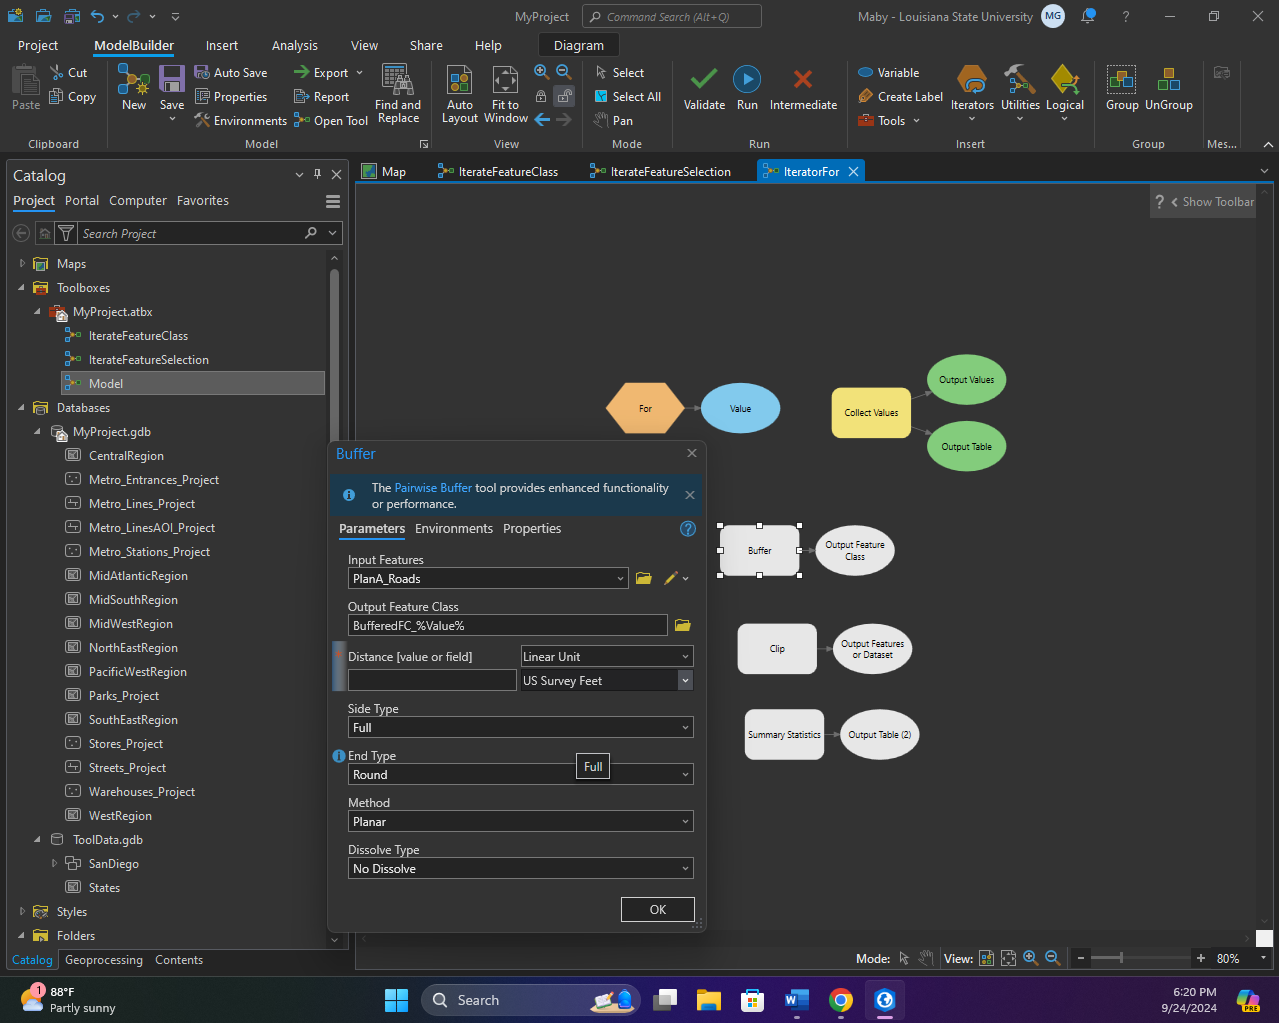 MyProject
Command Search (Alt+Q)
Maby - Louisiana State University
MG
?
Project
ModelBuilder
Insert
Analysis
View
Share
Help
Diagram
Paste
Cut
Copy
Clipboard
New
Save
Auto Save
Properties
Environments
Export
Report
Open Tool
Find and
Replace
Model
Auto
Layout
Fit to
Window
View
Select
Select All
Pan
Mode
Validate
Run
Intermediate
Run
Variable
Create Label
Tools
Iterators
Utilities
Logical
Insert
Group
UnGroup
Group
Mes...
Catalog
Project
Portal
Computer
Favorites
Search Project
Maps
Toolboxes
MyProject.atbx
IterateFeatureClass
IterateFeatureSelection
Model
Databases
MyProject.gdb
CentralRegion
Metro_Entrances_Project
Metro_Lines_Project
Metro_LinesAOI_Project
Metro_Stations_Project
MidAtlanticRegion
MidSouthRegion
MidWestRegion
NorthEastRegion
PacificWestRegion
Parks_Project
SouthEastRegion
Stores_Project
Streets_Project
Warehouses_Project
WestRegion
ToolData.gdb
SanDiego
States
Styles
Folders
Catalog
Geoprocessing
Contents
Map
IterateFeatureClass
IterateFeatureSelection
IteratorFor
? < Show Toolbar
For
Value
Collect Values
Output Values
Output Table
Buffer
Output Feature
Class
Clip
Output Features
or Dataset
Summary Statistics
Output Table (2)
Buffer
The Pairwise Buffer tool provides enhanced functionality
or performance.
Parameters
Environments
Properties
?
Input Features
PlanA_Roads
Output Feature Class
BufferedFC_%Value%
* Distance [value or field]
Linear Unit
US Survey Feet
Side Type
Full
End Type
Full
Round
Method
Planar
Dissolve Type
No Dissolve
OK
Mode:
View:
80%
1
88°F
Partly sunny
Search
6:20 PM
9/24/2024
PRE